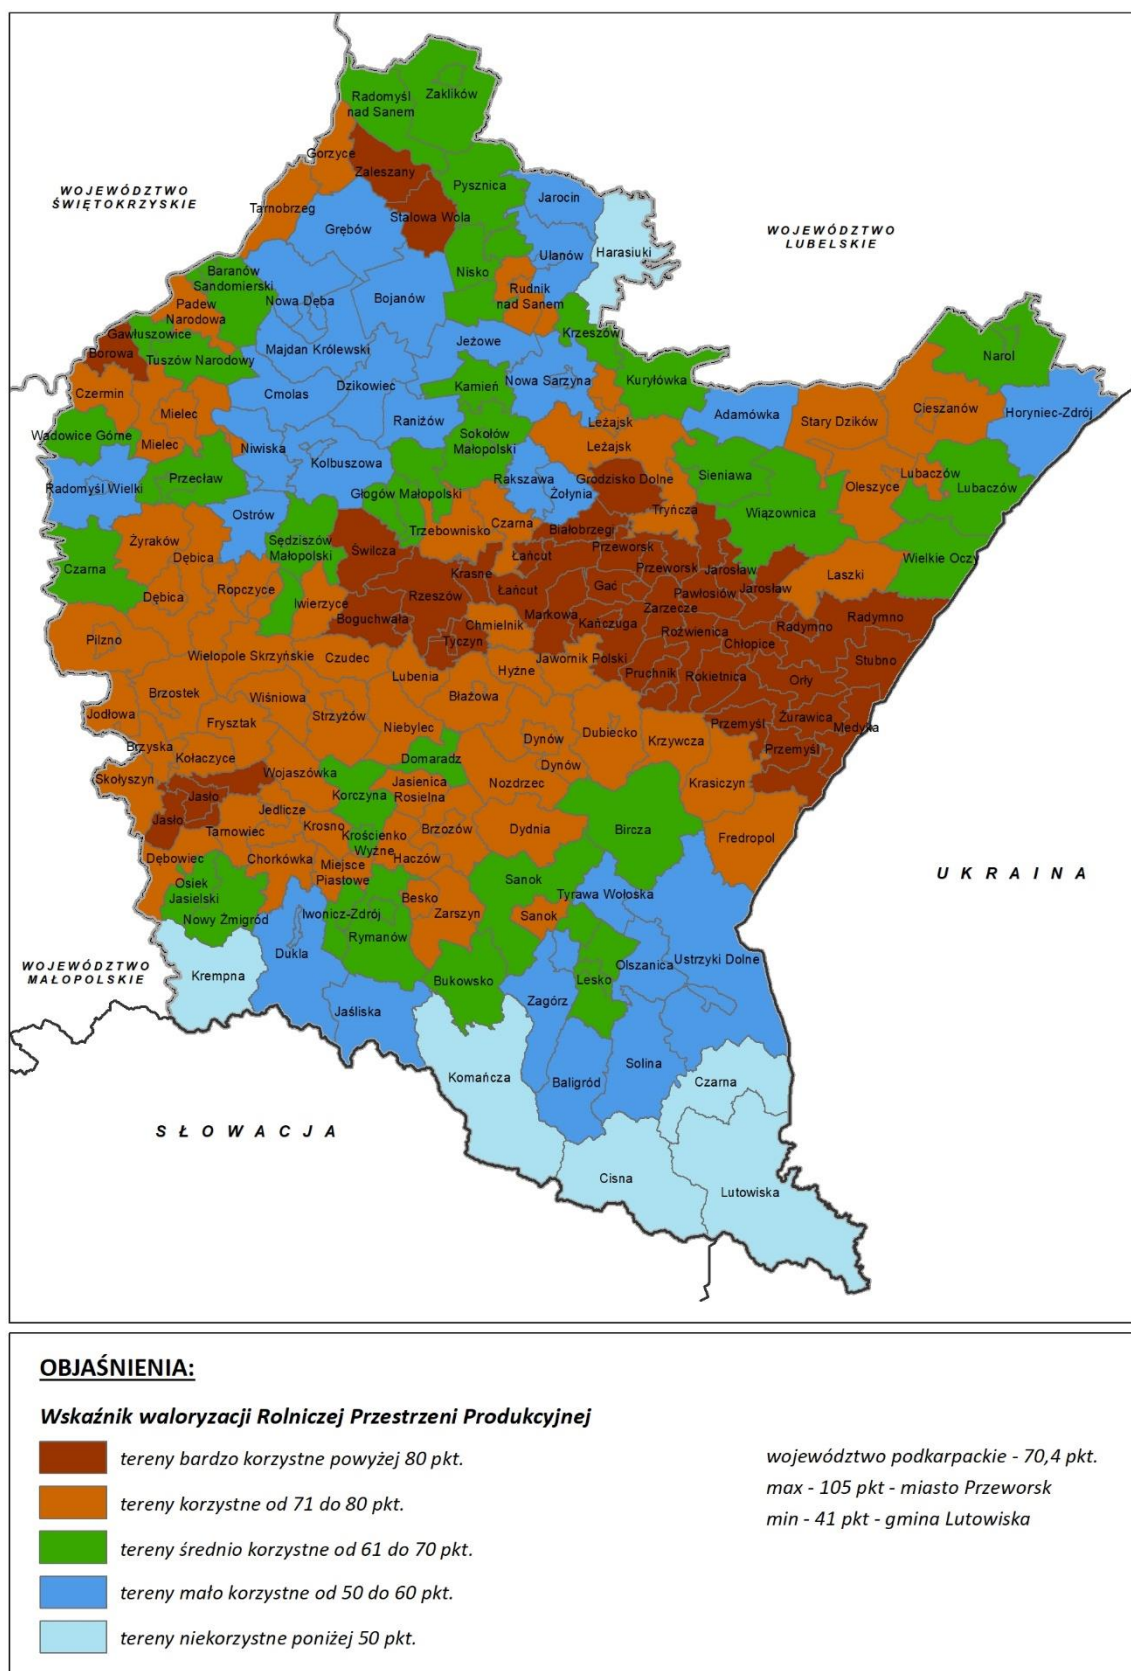 Radomyśl
nad Sanem
Zaklików
Gorzyce
Zaleszany
Pysznica
WOJEWÓDZTWO
ŚWIĘTOKRZYSKIE
Tarnobrzeg
Stalowa Wola
Jarocin
Grębów
WOJEWÓDZTWO
LUBELSKIE
Ulanów
Harasiuki
Baranów
Sandomierski
Nisko
Rudnik
nad Sanem
Nowa Dęba
Bojanów
Padew
Narodowa
Gawłuszowice
Krzeszów
Borowa
Tuszów Narodowy
Majdan Królewski
Jeżowe
Narol
Czermin
Cmolas
Dzikowiec
Kamień
Nowa Sarzyna
Kuryłówka
Mielec
Raniżów
Leżajsk
Adamówka
Stary Dzików
Cieszanów
Horyniec-Zdrój
Wadowice Górne
Mielec
Niwiska
Sokołów
Małopolski
Leżajsk
Kolbuszowa
Przecław
Rakszawa
Grodzisko Dolne
Sieniawa
Lubaczów
Oleszyce
Lubaczów
Radomyśl Wielki
Głogów Małopolski
Żołynia
Ostrów
Tryńcza
Wiązownica
Żyraków
Sędziszów
Małopolski
Trzebownisko
Czarna
Białobrzegi
Dębica
Świlcza
Łańcut
Przeworsk
Wielkie Oczy
Czarna
Krasne
Przeworsk
Jarosław
Laszki
Dębica
Ropczyce
Iwierzyce
Rzeszów
Łańcut
Gać
Pawłosiów
Jarosław
Boguchwała
Chmielnik
Markowa
Kańczuga
Zarzecze
Radymno
Radymno
Pilzno
Tyczyn
Roźwienica
Chłopice
Wielopole Skrzyńskie
Czudec
Jawornik Polski
Stubno
Lubenia
Hyżne
Pruchnik
Rokietnica
Orły
Brzostek
Wiśniowa
Błażowa
Jodłowa
Frysztak
Strzyżów
Niebylec
Dubiecko
Przemyśl
Żurawica
Medyka
Brzyska
Dynów
Krzywcza
Przemyśl
Kołaczyce
Domaradz
Dynów
Skołyszyn
Wojaszówka
Jasienica
Rosielna
Nozdrzec
Krasiczyn
Jasło
Korczyna
Jasło
Jedlicze
Krosno
Brzozów
Dydnia
Bircza
Tarnowiec
Krościenko
Wyżne
Fredropol
Dębowiec
Chorkówka
Miejsce
Piastowe
Haczów
UKRAINA
Osiek
Jasielski
Besko
Sanok
Tyrawa Wołoska
Nowy Żmigród
Iwonicz-Zdrój
Zarszyn
Sanok
Rymanów
WOJEWÓDZTWO
MAŁOPOLSKIE
Krempna
Dukla
Bukowsko
Lesko
Olszanica
Ustrzyki Dolne
Jaśliska
Zagórz
Komańcza
Baligród
Solina
Czarna
SŁOWACJA
Cisna
Lutowiska
OBJAŚNIENIA:
Wskaźnik waloryzacji Rolniczej Przestrzeni Produkcyjnej
tereny bardzo korzystne powyżej 80 pkt.
tereny korzystne od 71 do 80 pkt.
tereny średnio korzystne od 61 do 70 pkt.
tereny mało korzystne od 50 do 60 pkt.
tereny niekorzystne poniżej 50 pkt.
województwo podkarpackie - 70,4 pkt.
max - 105 pkt - miasto Przeworsk
min - 41 pkt - gmina Lutowiska